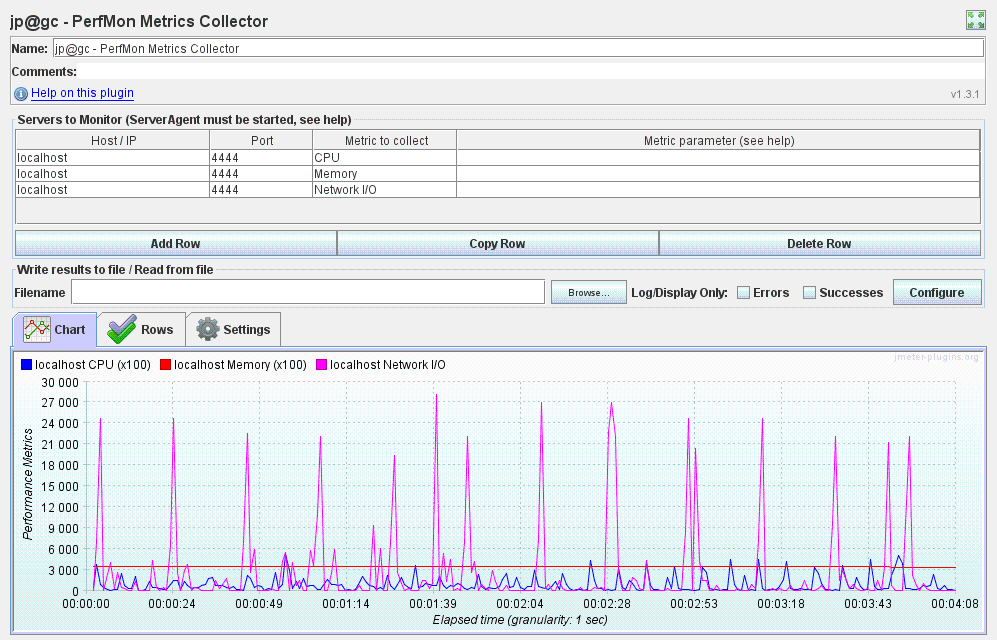 jp@gc - PerfMon Metrics Collector
Name: jp@gc - PerfMon Metrics Collector
Comments:
Help on this plugin
v1.3.1
Servers to Monitor (ServerAgent must be started, see help)
Host / IP Port Metric to collect Metric parameter (see help)
localhost 4444 CPU
localhost 4444 Memory
localhost 4444 Network I/O
Add Row Copy Row Delete Row
Write results to file / Read from file
Filename Browse... Log/Display Only: Errors Successes Configure
Chart Rows Settings
jmeter-plugins.org
localhost CPU (x100) localhost Memory (x100) localhost Network I/O
Performance Metrics
30 000
27 000
24 000
21 000
18 000
15 000
12 000
9 000
6 000
3 000
0
00:00:00 00:00:24 00:00:49 00:01:14 00:01:39 00:02:04 00:02:28 00:02:53 00:03:18 00:03:43 00:04:08
Elapsed time (granularity: 1 sec)